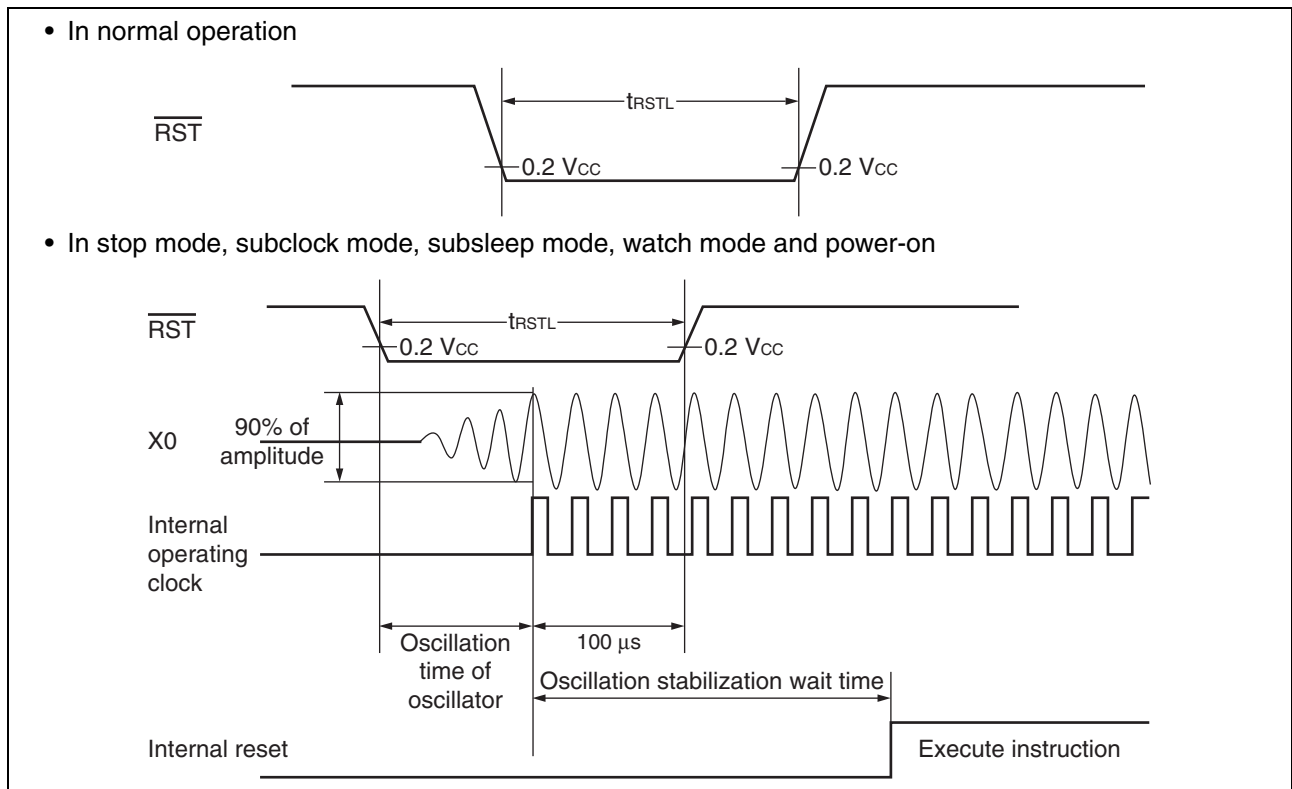 • In normal operation
tRSTL
RST
0.2 VCC
0.2 VCC
• In stop mode, subclock mode, subsleep mode, watch mode and power-on
RST
tRSTL
0.2 VCC
0.2 VCC
X0
90% of
amplitude
Internal
operating
clock
Oscillation
time of
oscillator
100 μs
Oscillation stabilization wait time
Internal reset
Execute instruction